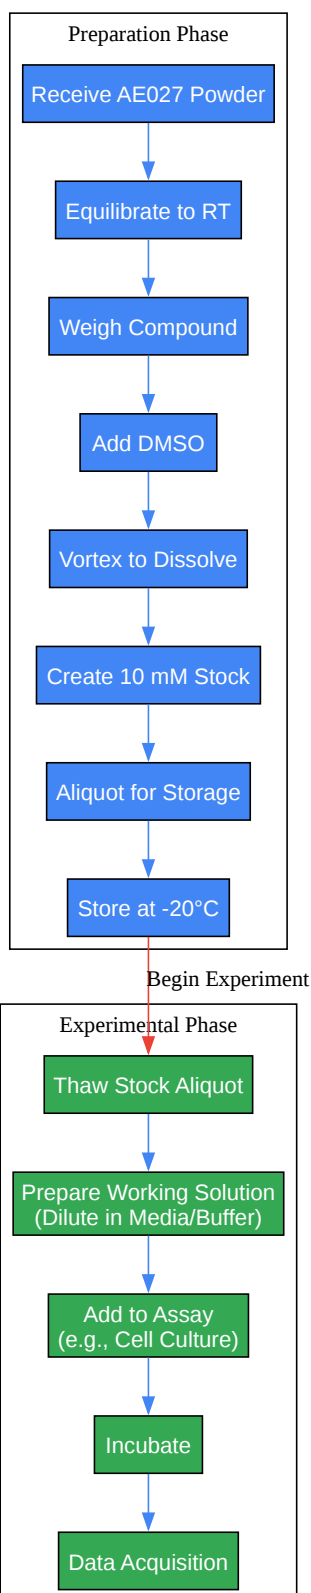 Preparation Phase
Receive AE027 Powder
Equilibrate to RT
Weigh Compound
Add DMSO
Vortex to Dissolve
Create 10 mM Stock
Aliquot for Storage
Store at -20°C
Begin Experiment
Experimental Phase
Thaw Stock Aliquot
Prepare Working Solution
(Dilute in Media/Buffer)
Add to Assay
(e.g., Cell Culture)
Incubate
Data Acquisition